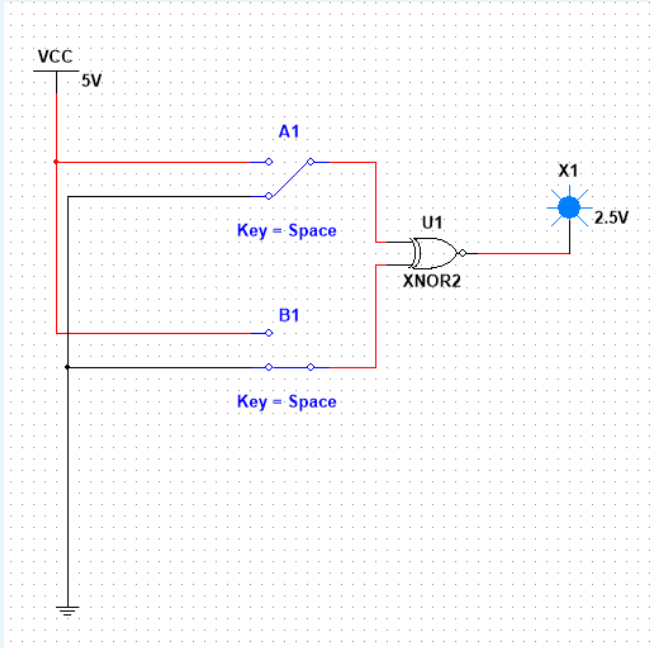 VCC
5V
A1
Key = Space
X1
2.5V
U1
XNOR2
B1
Key = Space